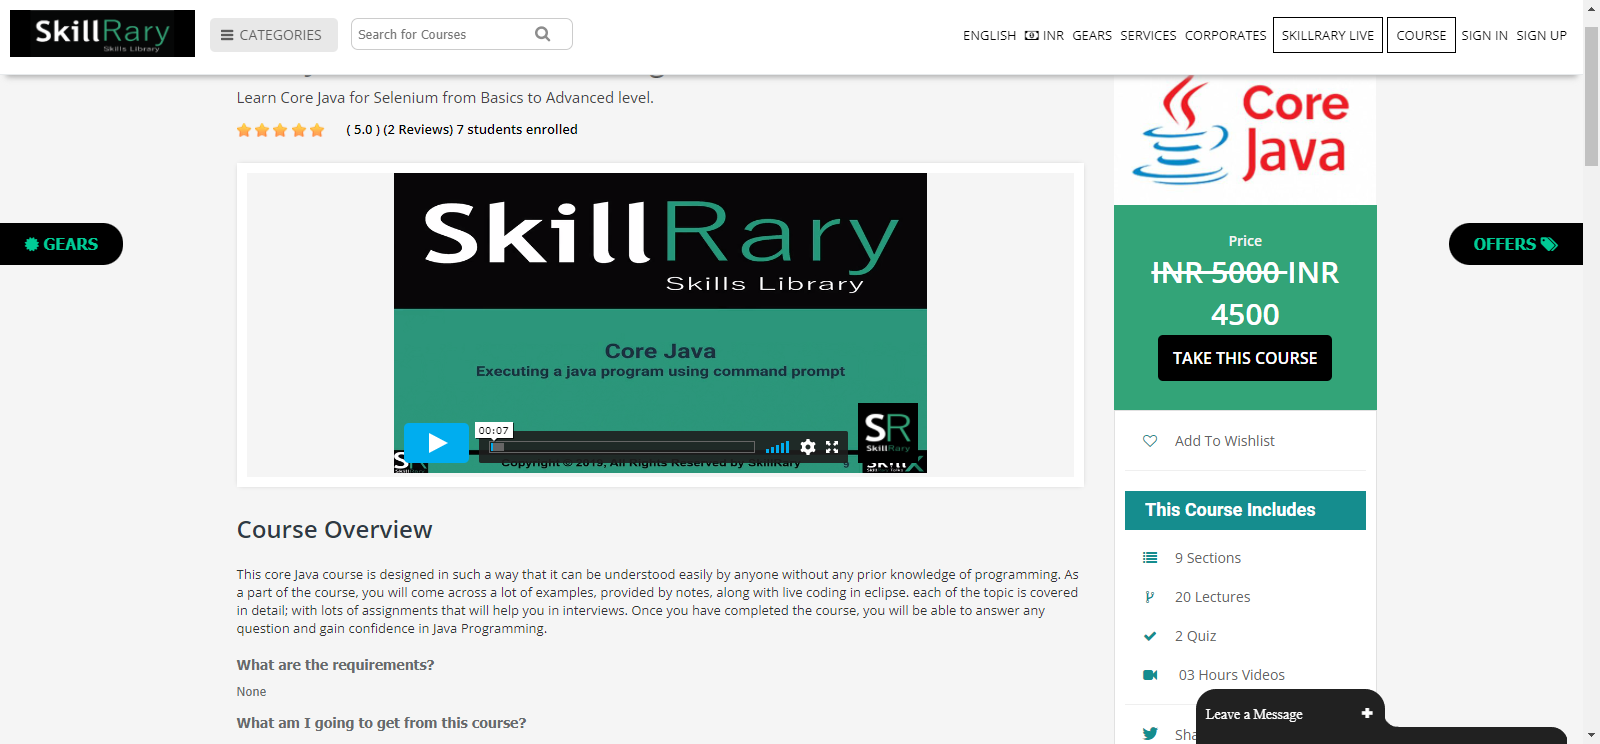 SkillRary
Skills Library
CATEGORIES
Search for Courses
ENGLISH INR GEARS SERVICES CORPORATES SKILLRARY LIVE COURSE SIGN IN SIGN UP
Learn Core Java for Selenium from Basics to Advanced level.
( 5.0 ) (2 Reviews) 7 students enrolled
GEARS
SkillRary
Skills Library
Core Java
Executing a java program using command prompt
00:07
SR
SkillRary
Copyright © 2019, All Rights Reserved by SkillRary
9
Course Overview
This core Java course is designed in such a way that it can be understood easily by anyone without any prior knowledge of programming. As
a part of the course, you will come across a lot of examples, provided by notes, along with live coding in eclipse. each of the topic is covered
in detail; with lots of assignments that will help you in interviews. Once you have completed the course, you will be able to answer any
question and gain confidence in Java Programming.
What are the requirements?
None
What am I going to get from this course?
Core
Java
OFFERS
Price
INR 5000 INR
4500
TAKE THIS COURSE
Add To Wishlist
This Course Includes
9 Sections
20 Lectures
2 Quiz
03 Hours Videos
Leave a Message